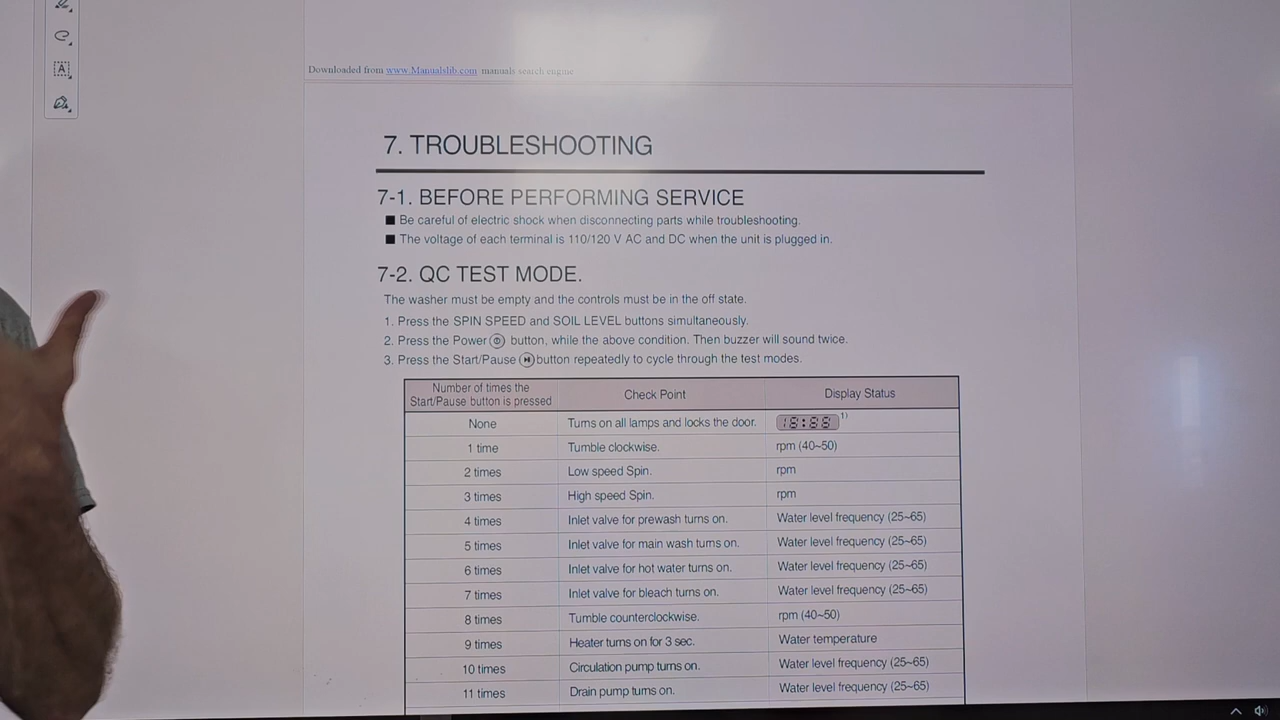 Downloaded from www.Manualslib.com manuals search engine
7. TROUBLESHOOTING
7-1. BEFORE PERFORMING SERVICE
■ Be careful of electric shock when disconnecting parts while troubleshooting.
■ The voltage of each terminal is 110/120 V AC and DC when the unit is plugged in.
7-2. QC TEST MODE.
The washer must be empty and the controls must be in the off state.
1. Press the SPIN SPEED and SOIL LEVEL buttons simultaneously.
2. Press the Power button, while the above condition. Then buzzer will sound twice.
3. Press the Start/Pause button repeatedly to cycle through the test modes.
Number of times the
Start/Pause button is pressed Check Point Display Status
None Turns on all lamps and locks the door. 18:88 1)
1 time Tumble clockwise. rpm (40~50)
2 times Low speed Spin. rpm
3 times High speed Spin. rpm
4 times Inlet valve for prewash turns on. Water level frequency (25~65)
5 times Inlet valve for main wash turns on. Water level frequency (25~65)
6 times Inlet valve for hot water turns on. Water level frequency (25~65)
7 times Inlet valve for bleach turns on. Water level frequency (25~65)
8 times Tumble counterclockwise. rpm (40~50)
9 times Heater turns on for 3 sec. Water temperature
10 times Circulation pump turns on. Water level frequency (25~65)
11 times Drain pump turns on. Water level frequency (25~65)